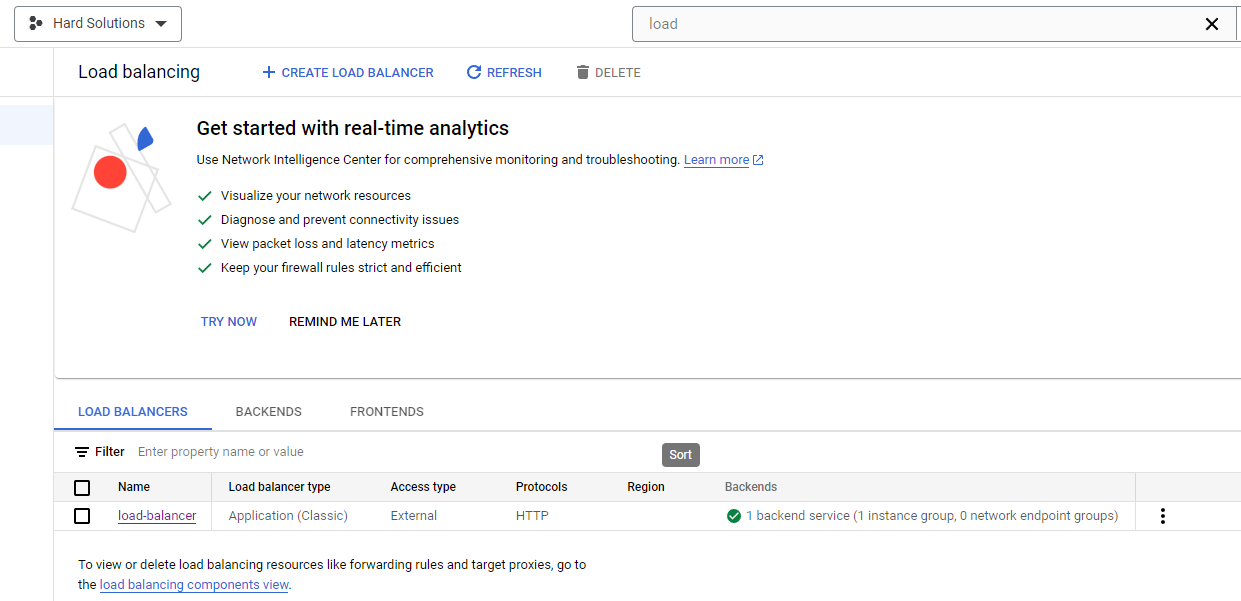 Hard Solutions
load
Load balancing
CREATE LOAD BALANCER
REFRESH
DELETE
Get started with real-time analytics
Use Network Intelligence Center for comprehensive monitoring and troubleshooting. Learn more
Visualize your network resources
Diagnose and prevent connectivity issues
View packet loss and latency metrics
Keep your firewall rules strict and efficient
TRY NOW
REMIND ME LATER
LOAD BALANCERS
BACKENDS
FRONTENDS
Filter
Enter property name or value
Sort
Name
Load balancer type
Access type
Protocols
Region
Backends
load-balancer
Application (Classic)
External
HTTP
1 backend service (1 instance group, 0 network endpoint groups)
To view or delete load balancing resources like forwarding rules and target proxies, go to
the load balancing components view.